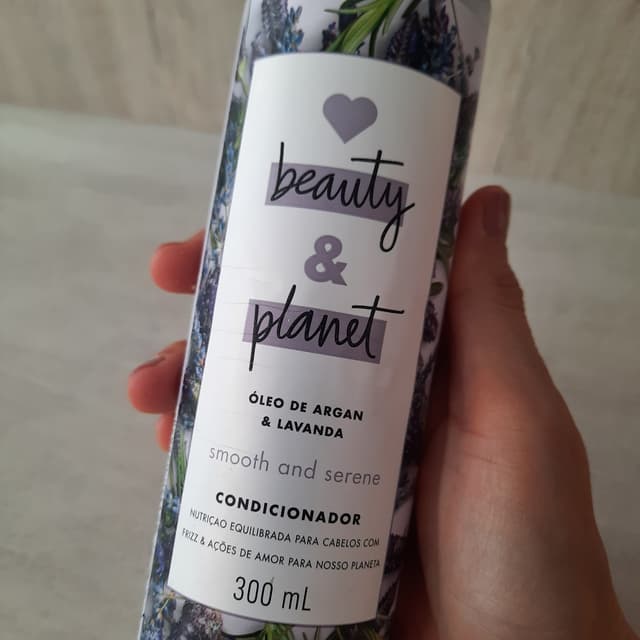 beauty
&
planet
ÓLEO DE ARGAN
& LAVANDA
smooth and serene
CONDICIONADOR
NUTRIÇÃO EQUILIBRADA PARA CABELOS COM
FRIZZ & AÇÕES DE AMOR PARA NOSSO PLANETA
300 mL